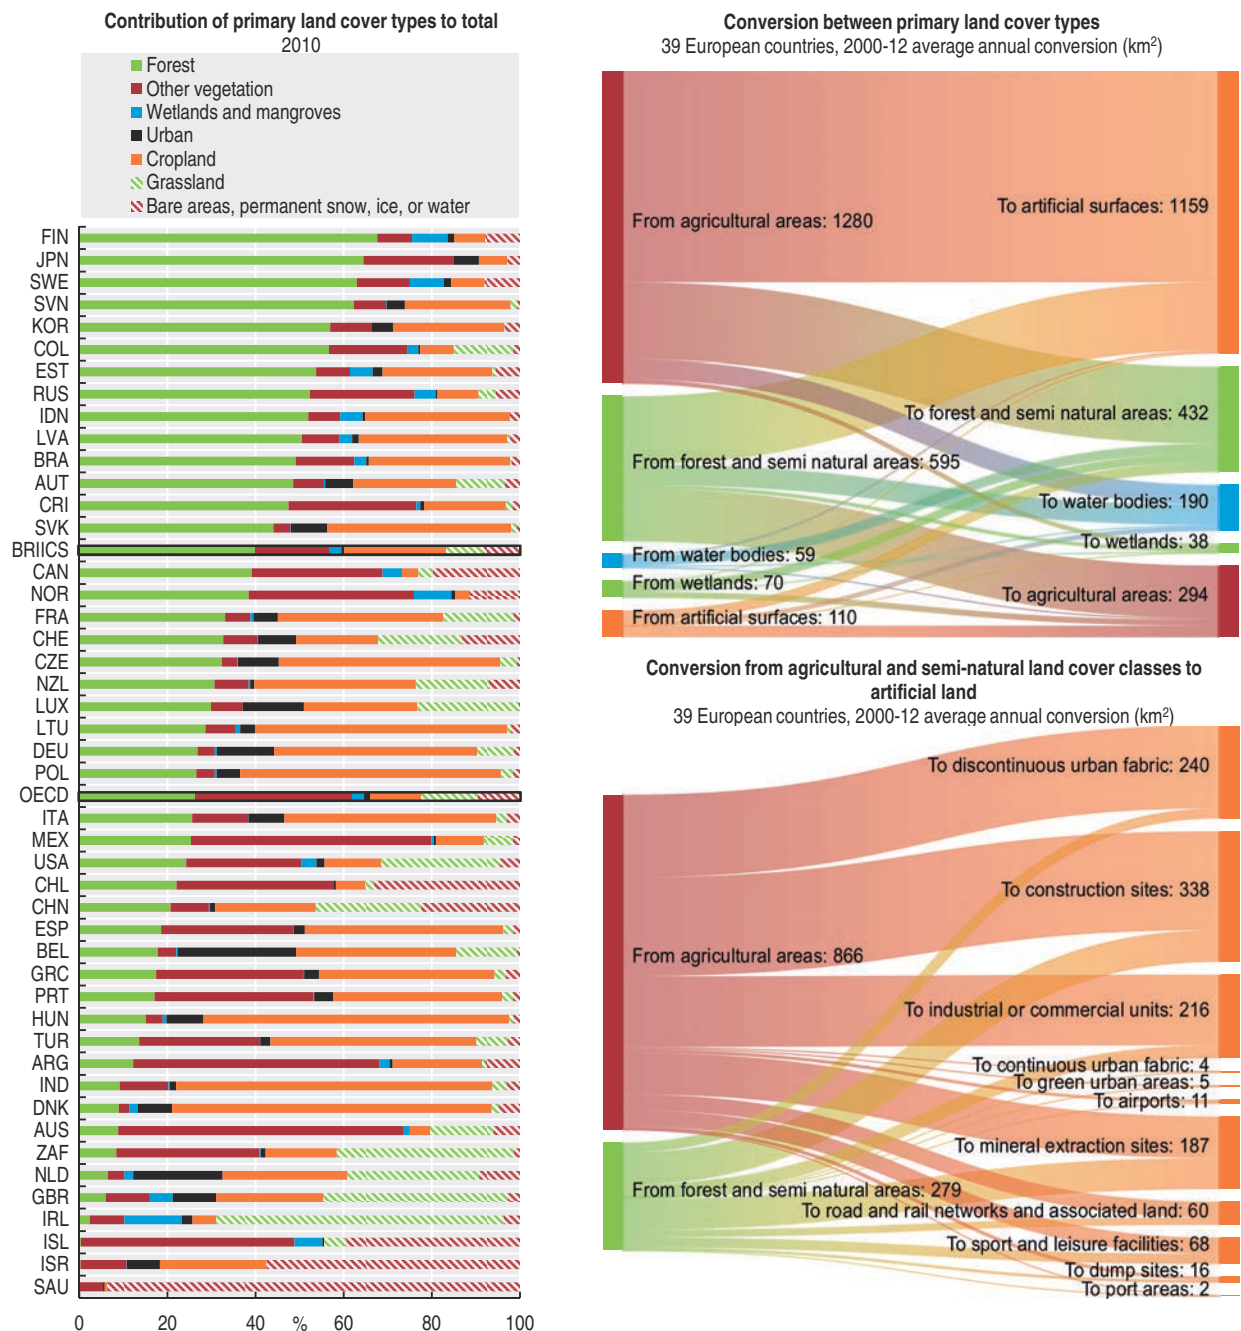 Contribution of primary land cover types to total
2010
Forest
Other vegetation
Wetlands and mangroves
Urban
Cropland
Grassland
Bare areas, permanent snow, ice, or water
FIN
JPN
SWE
SVN
KOR
COL
EST
RUS
IDN
LVA
BRA
AUT
CRI
SVK
BRIICS
CAN
NOR
FRA
CHE
CZE
NZL
LUX
LTU
DEU
POL
OECD
ITA
MEX
USA
CHL
CHN
ESP
BEL
GRC
PRT
HUN
TUR
ARG
IND
DNK
AUS
ZAF
NLD
GBR
IRL
ISL
ISR
SAU
0 20 40 % 60 80 100
Conversion between primary land cover types
39 European countries, 2000-12 average annual conversion (km²)
From agricultural areas: 1280
To artificial surfaces: 1159
To forest and semi natural areas: 432
From forest and semi natural areas: 595
To water bodies: 190
To wetlands: 38
From water bodies: 59
From wetlands: 70
To agricultural areas: 294
From artificial surfaces: 110
Conversion from agricultural and semi-natural land cover classes to
artificial land
39 European countries, 2000-12 average annual conversion (km²)
To discontinuous urban fabric: 240
To construction sites: 338
From agricultural areas: 866
To industrial or commercial units: 216
To continuous urban fabric: 4
To green urban areas: 5
To airports: 11
To mineral extraction sites: 187
From forest and semi natural areas: 279
To road and rail networks and associated land: 60
To sport and leisure facilities: 68
To dump sites: 16
To port areas: 2